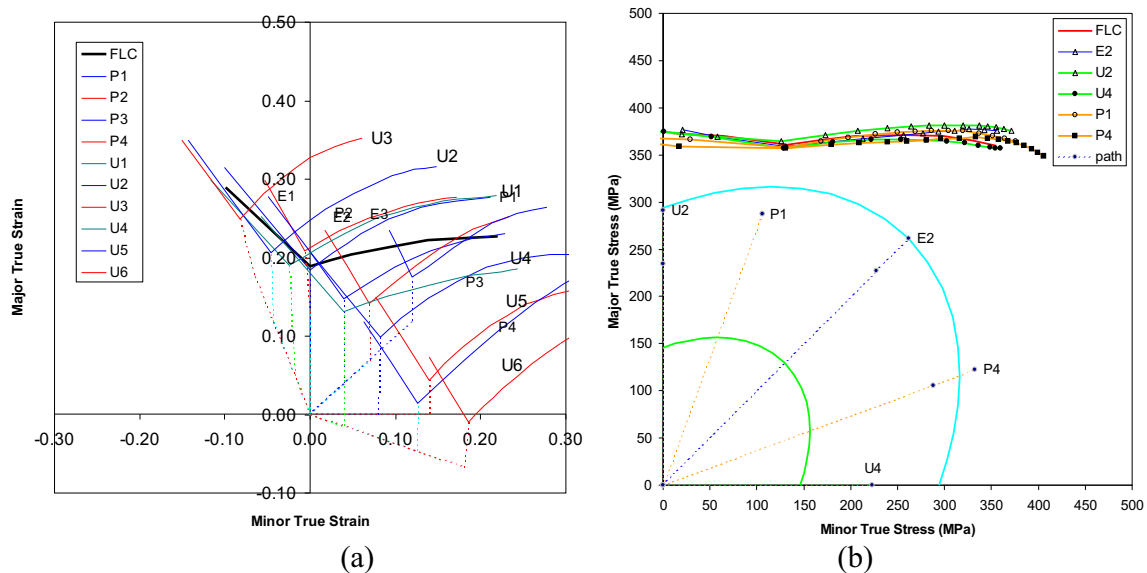 0.50
0.40
0.30
0.20
0.10
0.00
-0.10
-0.30
-0.20
-0.10
0.00
0.10
0.20
0.30
Major True Strain
Minor True Strain
FLC
P1
P2
P3
P4
U1
U2
U3
U4
U5
U6
U3
U2
E1
P2
E2
E3
U1
P1
U4
P3
U5
P4
U6
(a)
500
450
400
350
300
250
200
150
100
50
0
0
50
100
150
200
250
300
350
400
450
500
Major True Stress (MPa)
Minor True Stress (MPa)
FLC
E2
U2
U4
P1
P4
path
U2
P1
E2
P4
U4
(b)